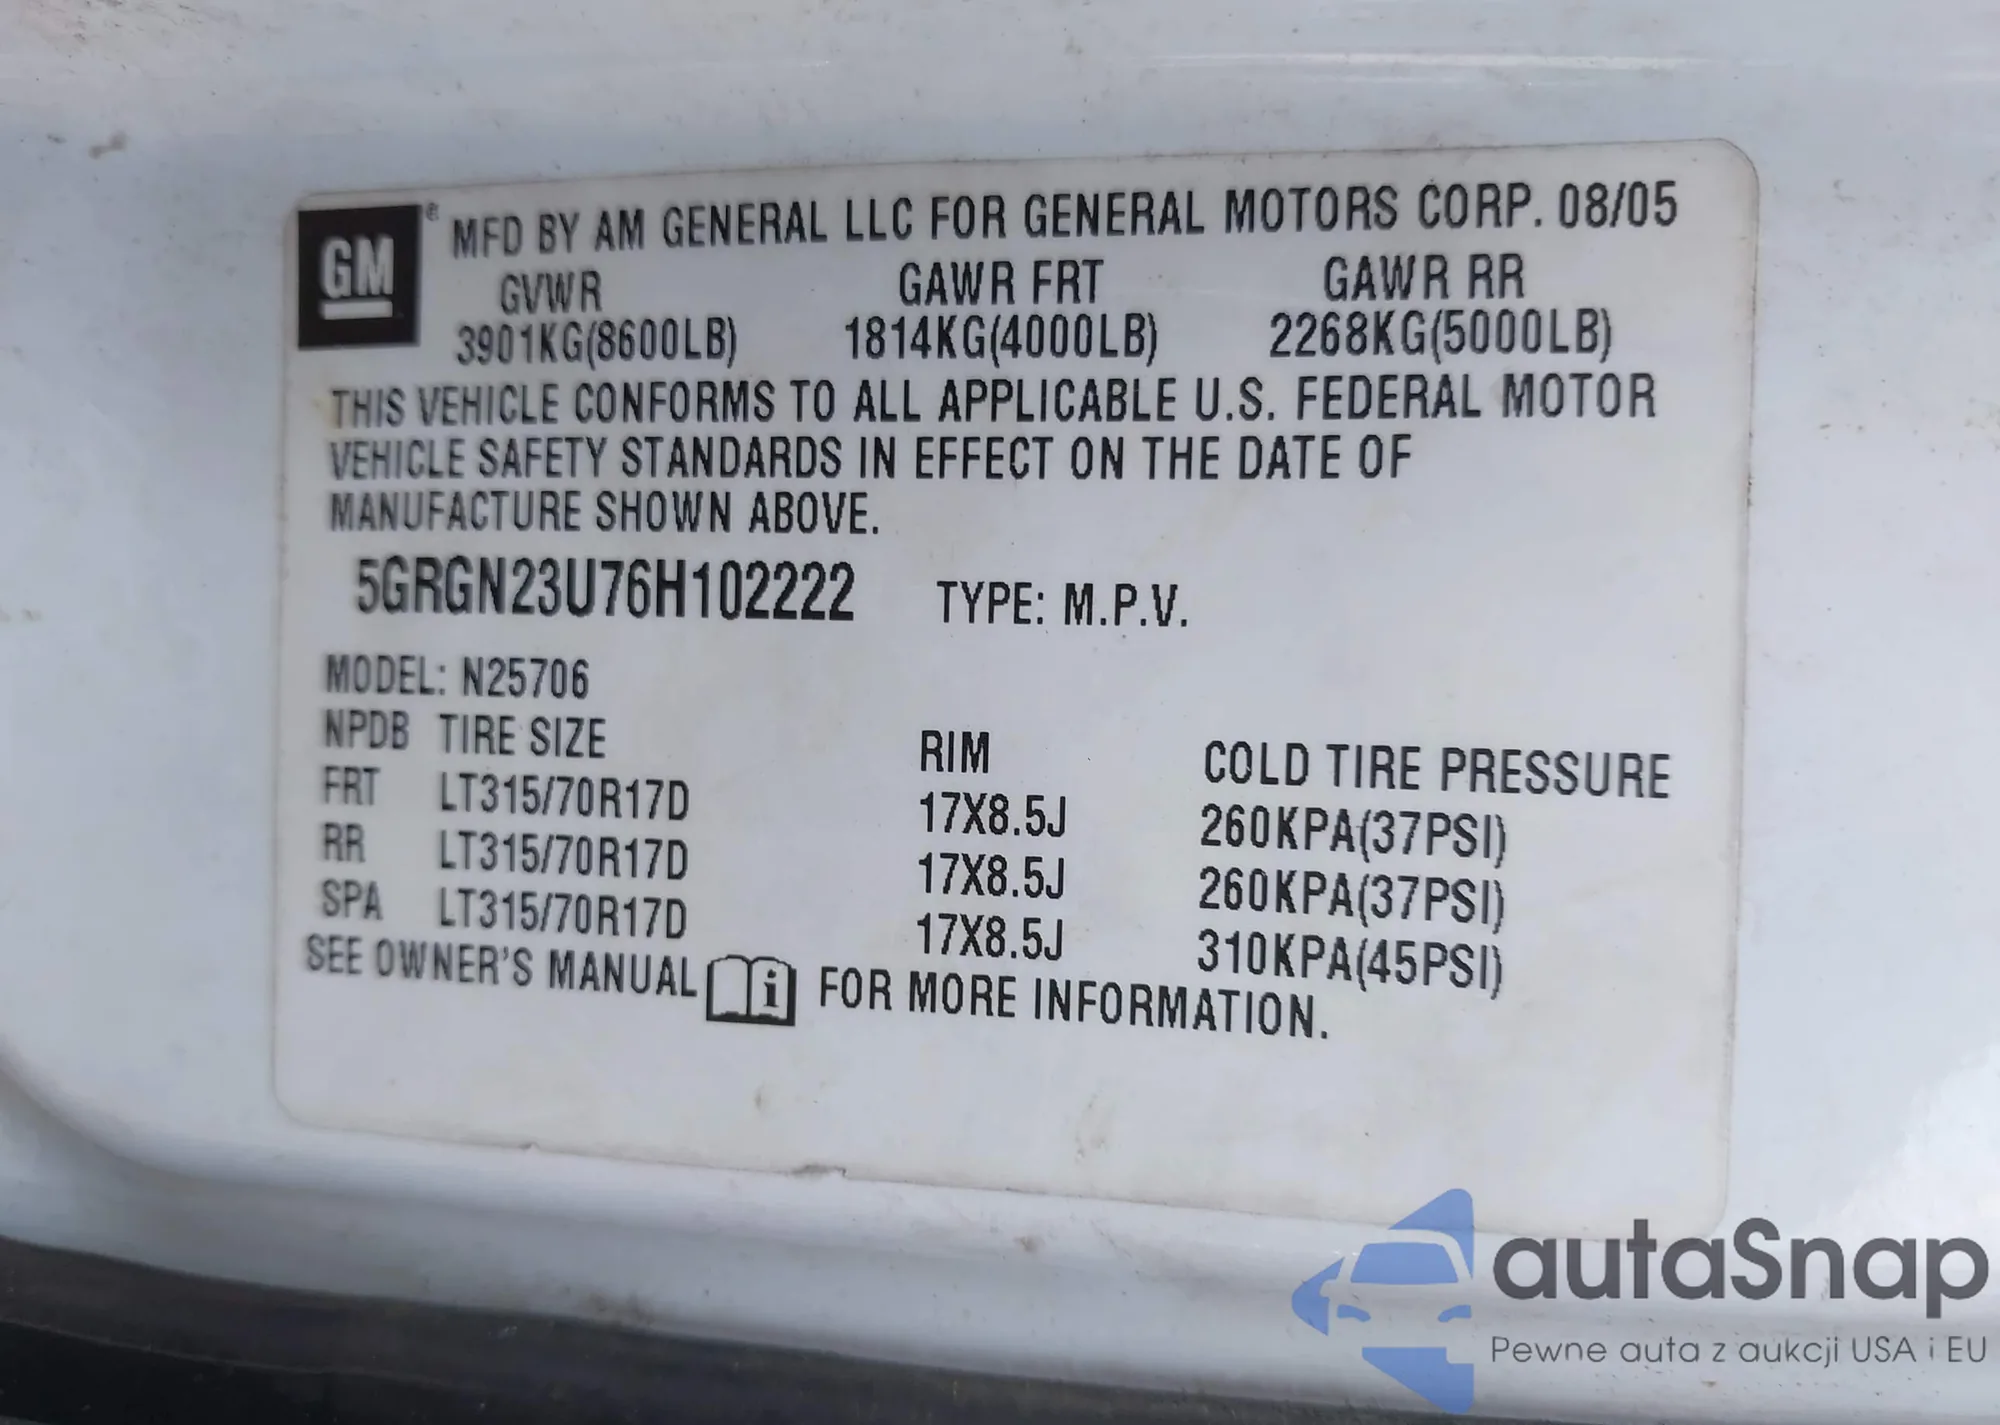 GM® MFD BY AM GENERAL LLC FOR GENERAL MOTORS CORP. 08/05
GVWR GAWR FRT GAWR RR
3901KG(8600LB) 1814KG(4000LB) 2268KG(5000LB)
THIS VEHICLE CONFORMS TO ALL APPLICABLE U.S. FEDERAL MOTOR
VEHICLE SAFETY STANDARDS IN EFFECT ON THE DATE OF
MANUFACTURE SHOWN ABOVE.
5GRGN23U76H102222 TYPE: M.P.V.
MODEL: N25706
NPDB TIRE SIZE RIM COLD TIRE PRESSURE
FRT LT315/70R17D 17X8.5J 260KPA(37PSI)
RR LT315/70R17D 17X8.5J 260KPA(37PSI)
SPA LT315/70R17D 17X8.5J 310KPA(45PSI)
SEE OWNER'S MANUAL i FOR MORE INFORMATION.
autaSnap
Pewne auta z aukcji USA i EU